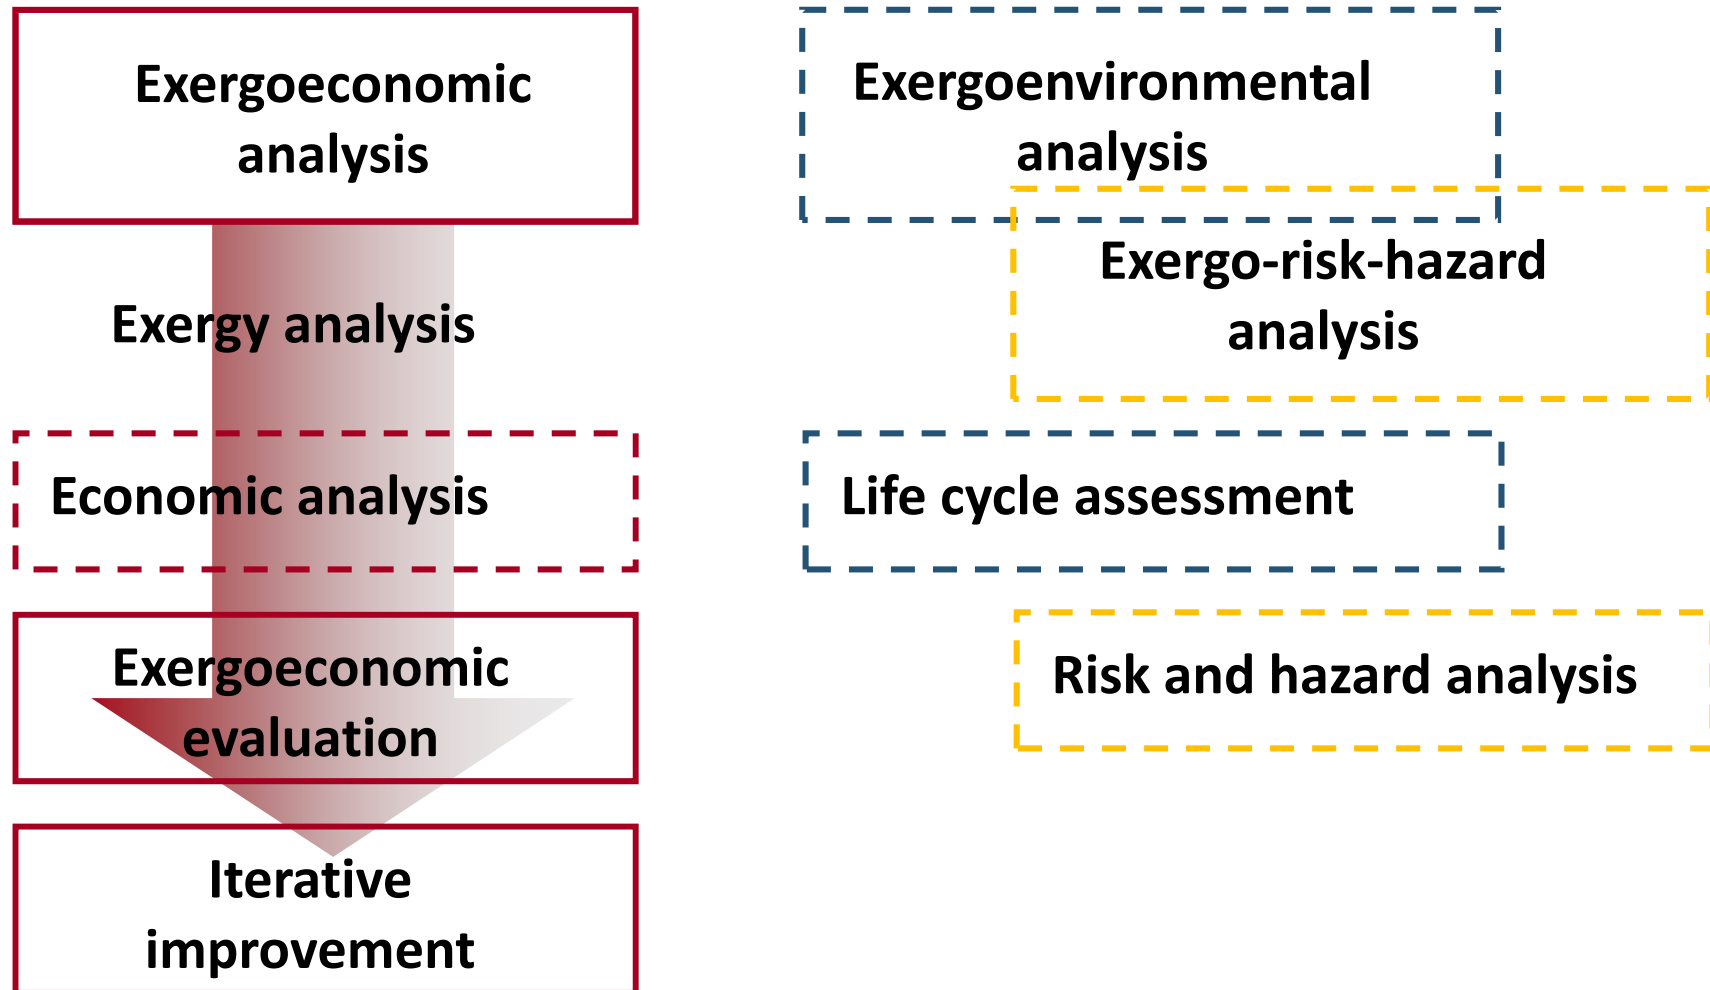 Exergoeconomic
analysis
Exergoenvironmental
analysis
Exergo-risk-hazard
analysis
Exergy analysis
Economic analysis
Life cycle assessment
Exergoeconomic
evaluation
Risk and hazard analysis
Iterative
improvement